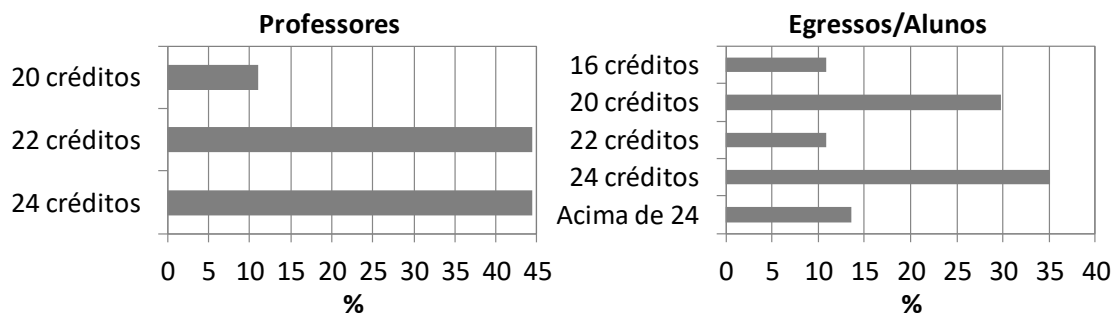 Professores
20 créditos
22 créditos
24 créditos
0 5 10 15 20 25 30 35 40 45
%
Egressos/Alunos
16 créditos
20 créditos
22 créditos
24 créditos
Acima de 24
0 5 10 15 20 25 30 35 40
%